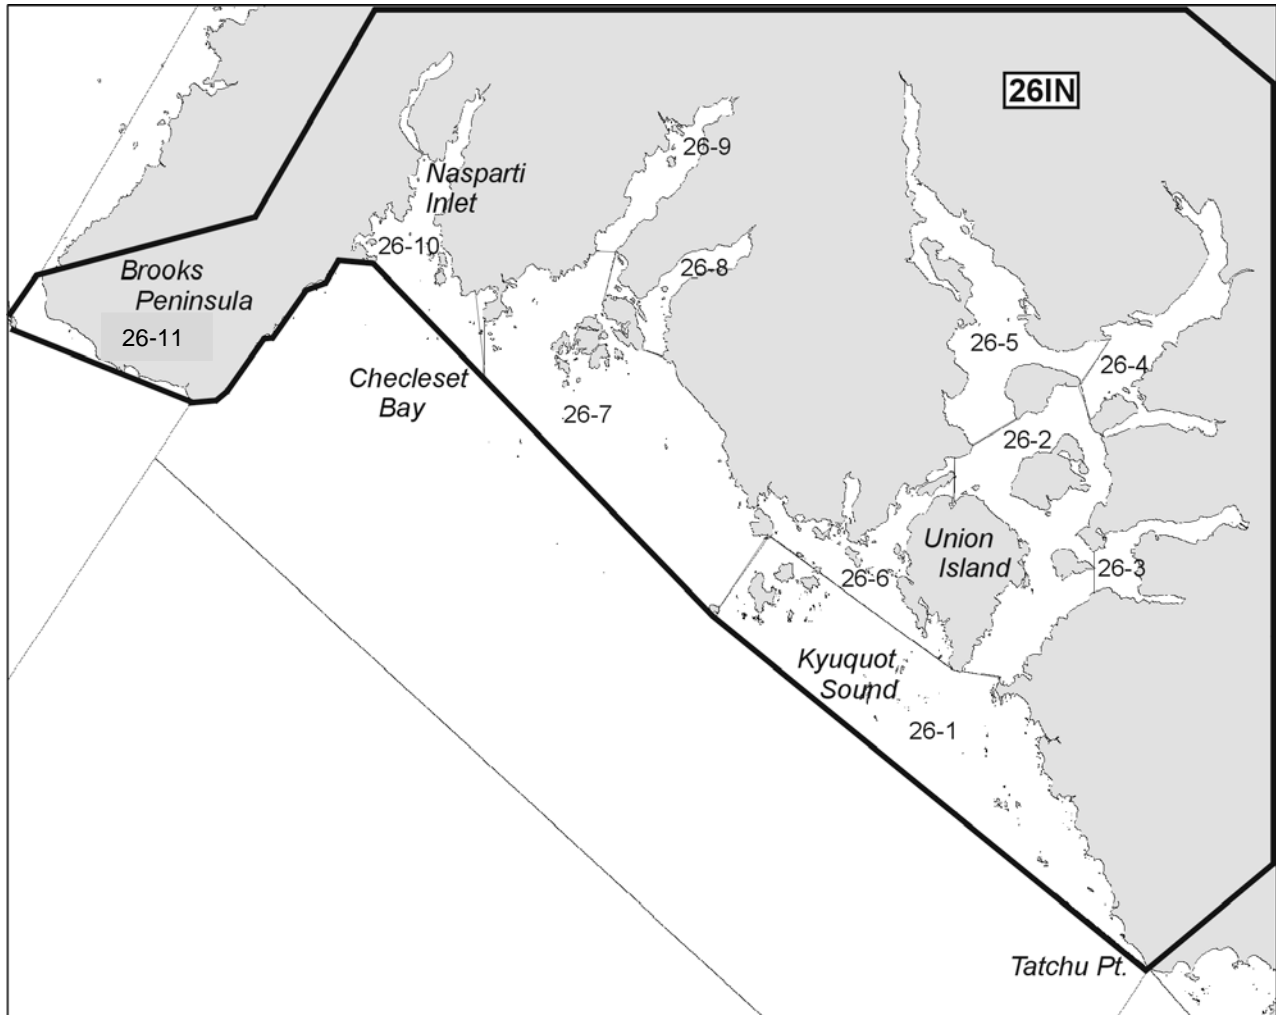 26IN
26-9
Nasparti
Inlet
26-10
26-8
Brooks
Peninsula
26-11
26-5
26-4
Checleset
Bay
26-7
26-2
Union
Island
26-3
26-6
Kyuquot
Sound
26-1
Tatchu Pt.